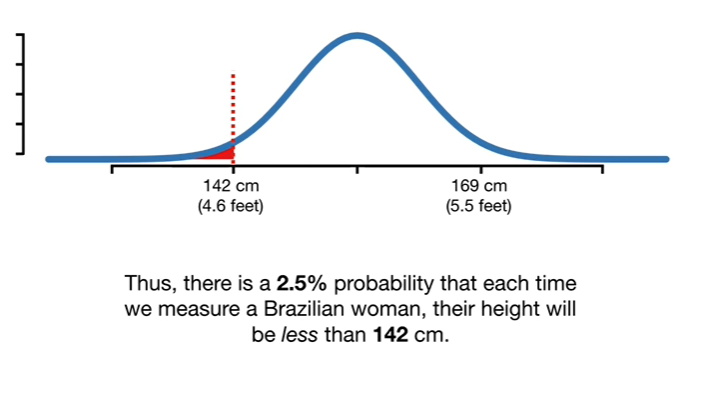 142 cm
(4.6 feet)
169 cm
(5.5 feet)
Thus, there is a 2.5% probability that each time
we measure a Brazilian woman, their height will
be less than 142 cm.